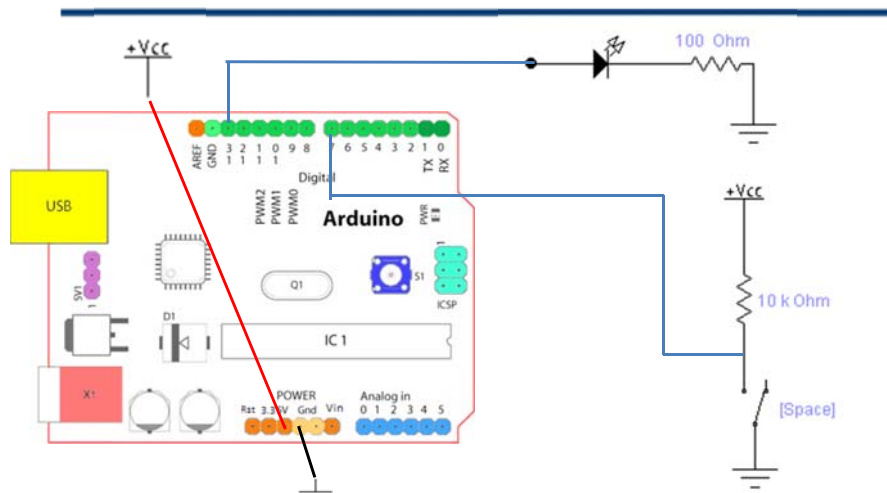 +Vcc
100 Ohm
AREF
GND
13
12
11
10
9
8
7
6
5
4
3
2
1
0
TX
RX
Digital
PWM2
PWM1
PWM0
Arduino
PWR
USB
+Vcc
SV1
1
Q1
S1
1
ICSP
10 k Ohm
D1
IC 1
X1
POWER
Rst
3.3
5V
Gnd
Vin
Analog in
0 1 2 3 4 5
[Space]